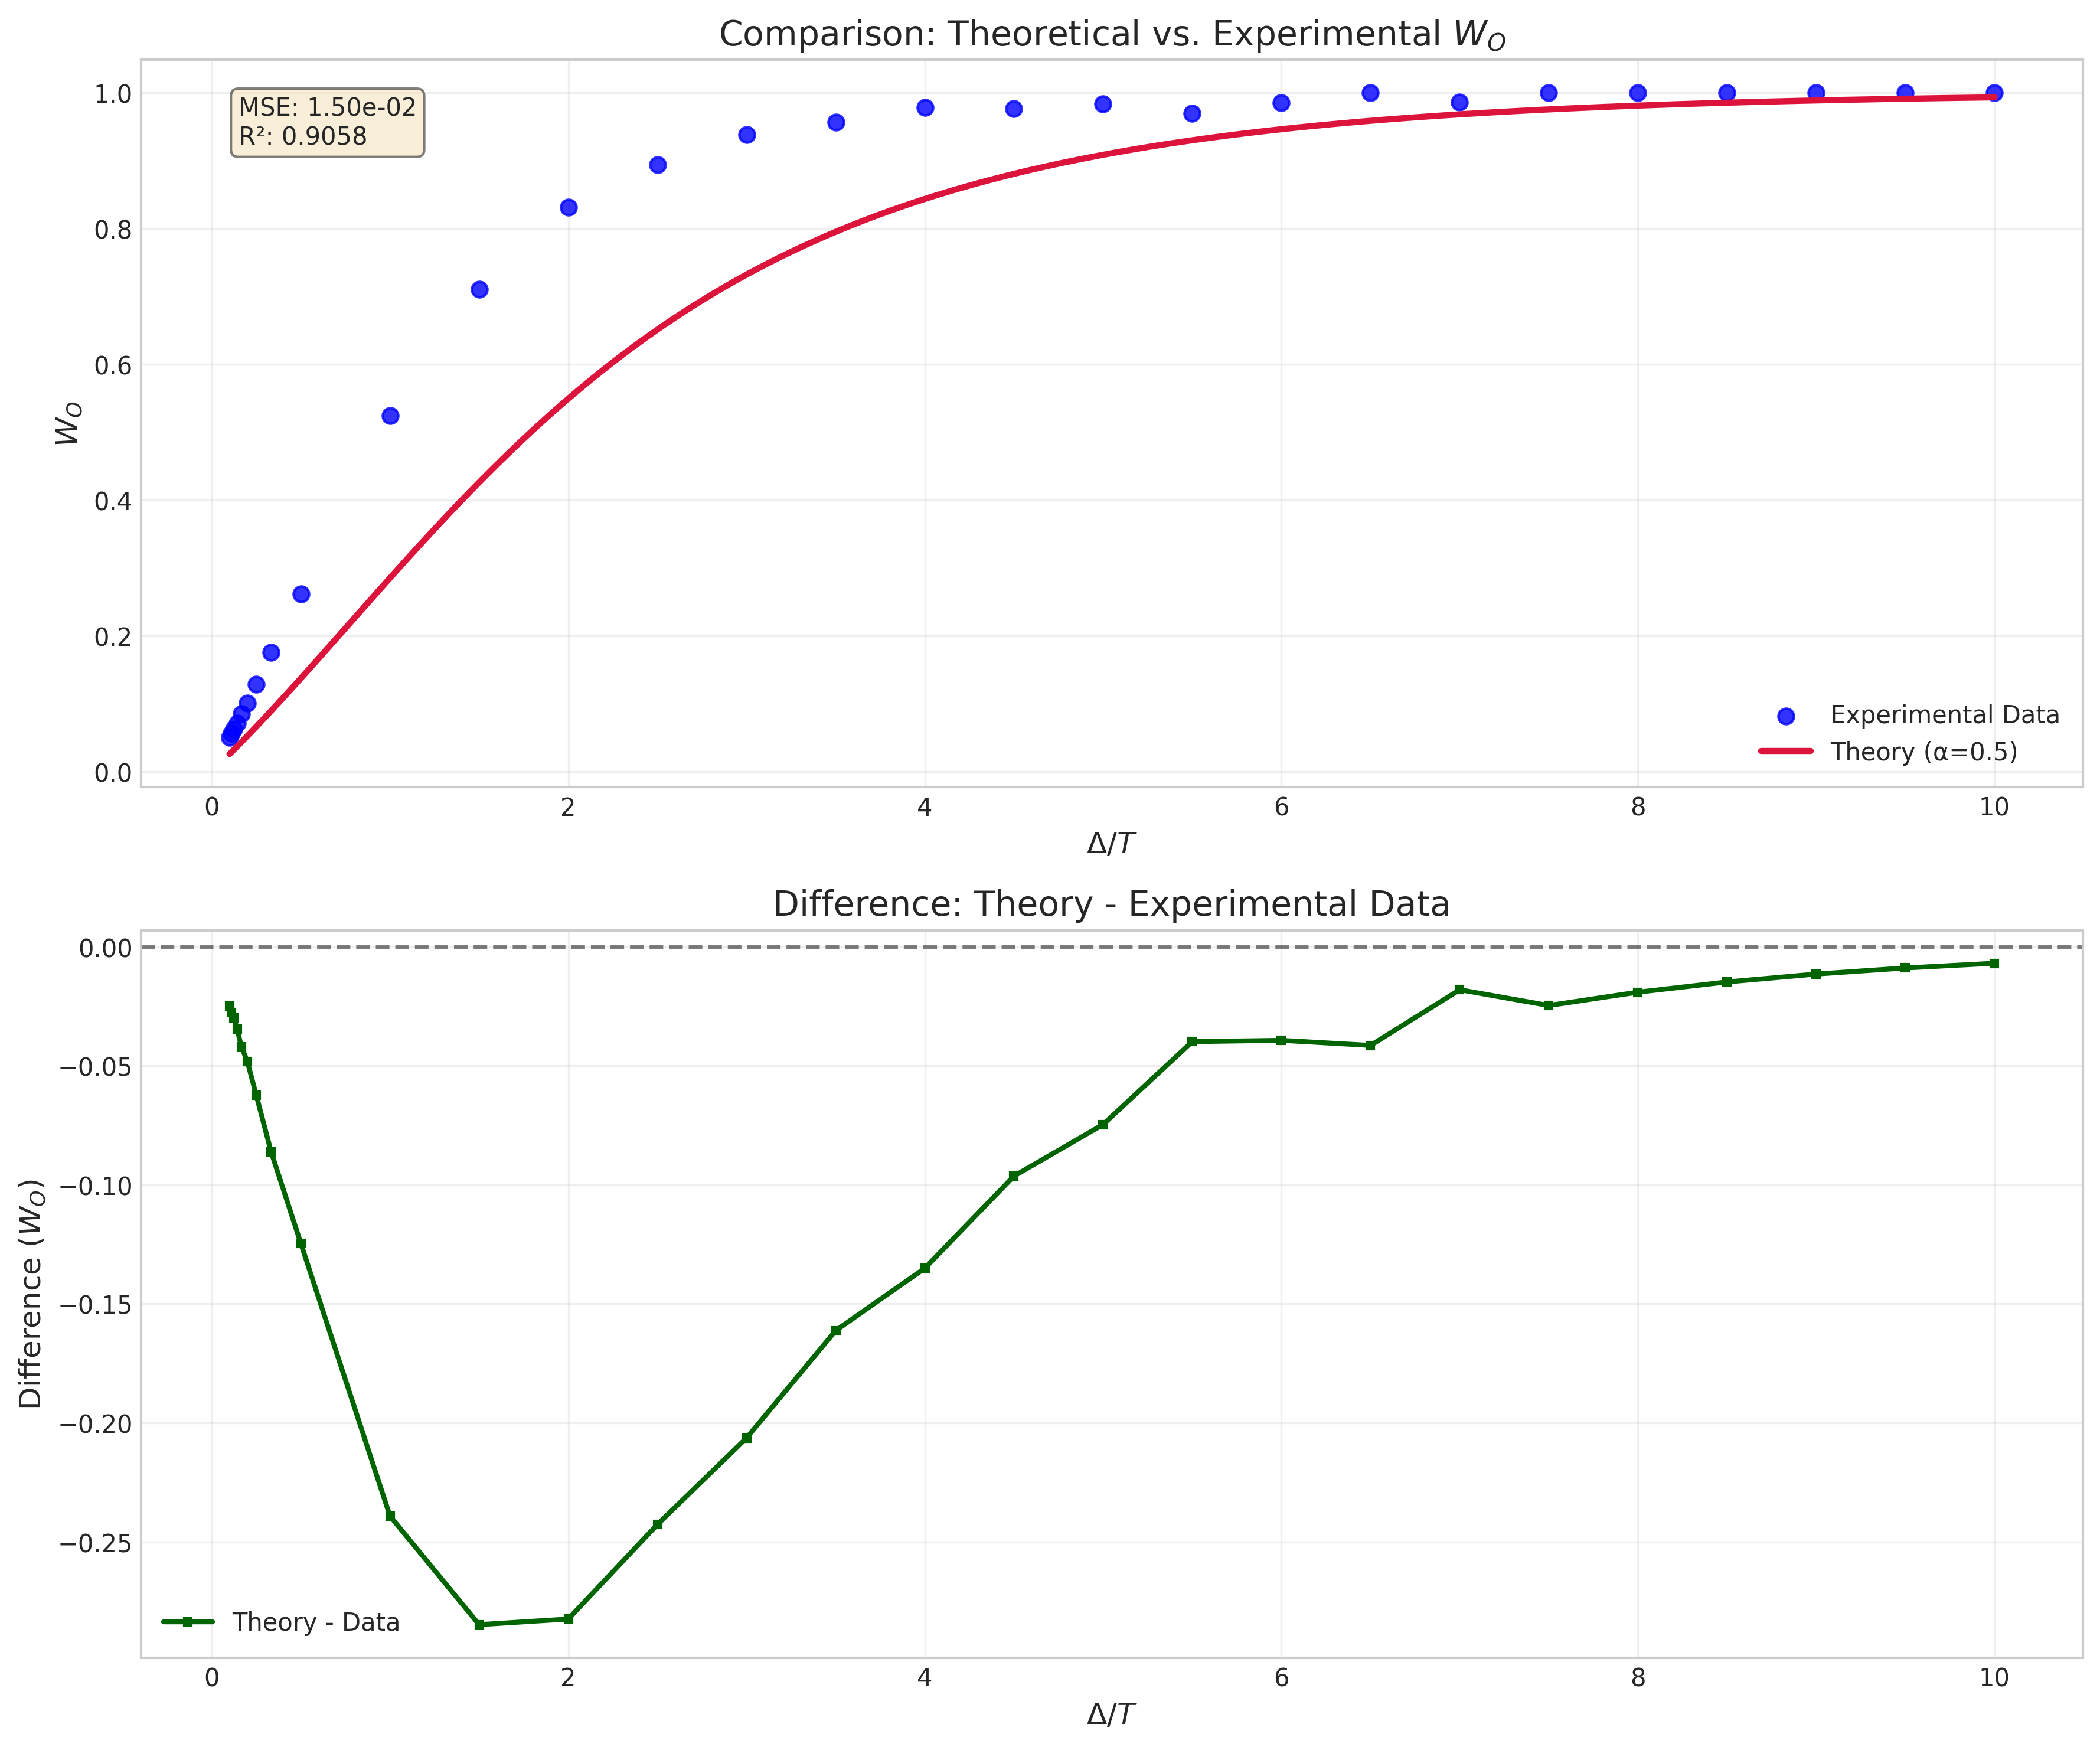 Comparison: Theoretical vs. Experimental W_O
MSE: 1.50e-02
R²: 0.9058
1.0
0.8
0.6
0.4
0.2
0.0
W_O
Experimental Data
Theory (α=0.5)
0 2 4 6 8 10
Δ/T
Difference: Theory - Experimental Data
0.00
−0.05
−0.10
−0.15
−0.20
−0.25
Difference (W_O)
Theory - Data
0 2 4 6 8 10
Δ/T